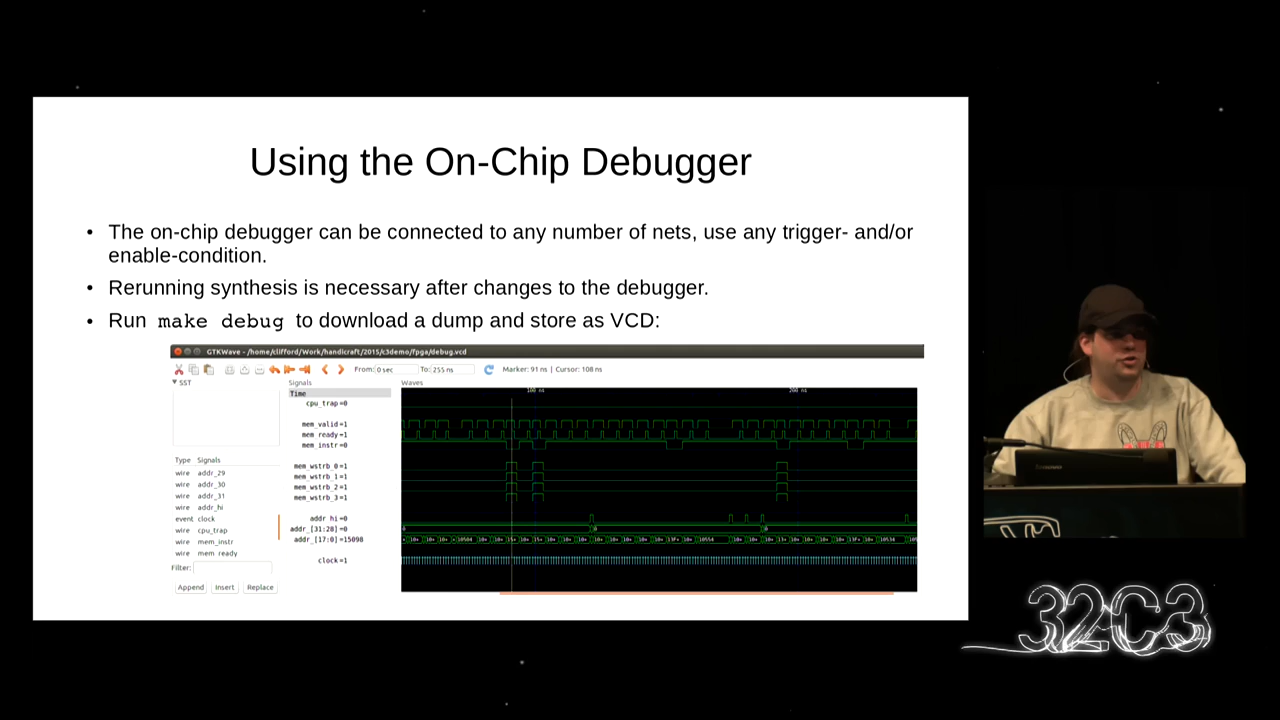 Using the On-Chip Debugger
• The on-chip debugger can be connected to any number of nets, use any trigger- and/or
enable-condition.
• Rerunning synthesis is necessary after changes to the debugger.
• Run make debug to download a dump and store as VCD:
GTKWave - /home/clifford/Work/handicraft/2015/c3demo/fpga/debug.vcd
From: 0 sec To: 255 ns Marker: 91 ns | Cursor: 108 ns
SST
Signals
Waves
Time
100 ns
200 ns
cpu_trap=0
mem_valid=1
mem_ready=1
mem_instr=0
mem_wstrb_0=1
mem_wstrb_1=1
mem_wstrb_2=1
mem_wstrb_3=1
addr_hi=0
addr_[31:28]=0
addr_[17:0]=15098
clock=1
Type Signals
wire addr_29
wire addr_30
wire addr_31
wire addr_hi
event clock
wire cpu_trap
wire mem_instr
wire mem_ready
Filter:
Append Insert Replace
32C3